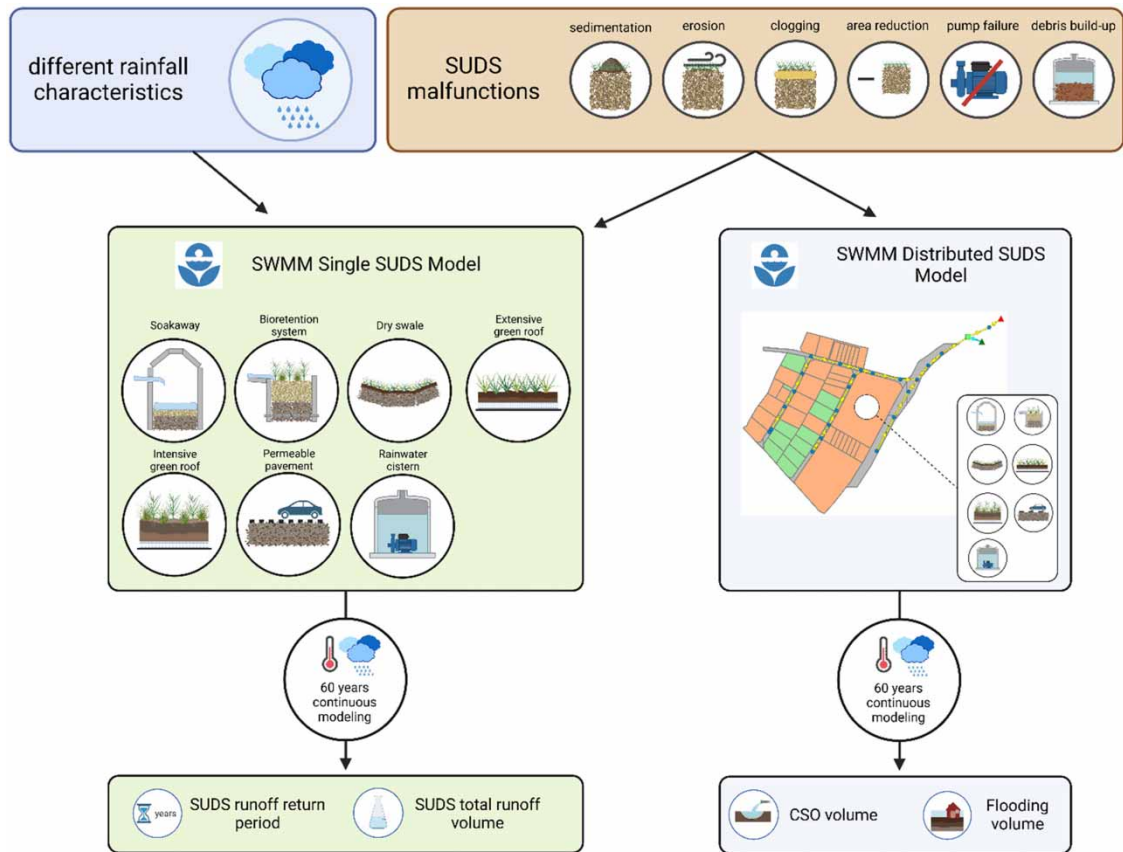 different rainfall
characteristics
SUDS
malfunctions
sedimentation
erosion
clogging
area reduction
pump failure
debris build-up
SWMM Single SUDS Model
Soakaway
Bioretention
system
Dry swale
Extensive
green roof
Intensive
green roof
Permeable
pavement
Rainwater
cistern
SWMM Distributed SUDS
Model
60 years
continuous
modeling
60 years
continuous
modeling
years
SUDS runoff return
period
SUDS total runoff
volume
CSO volume
Flooding
volume